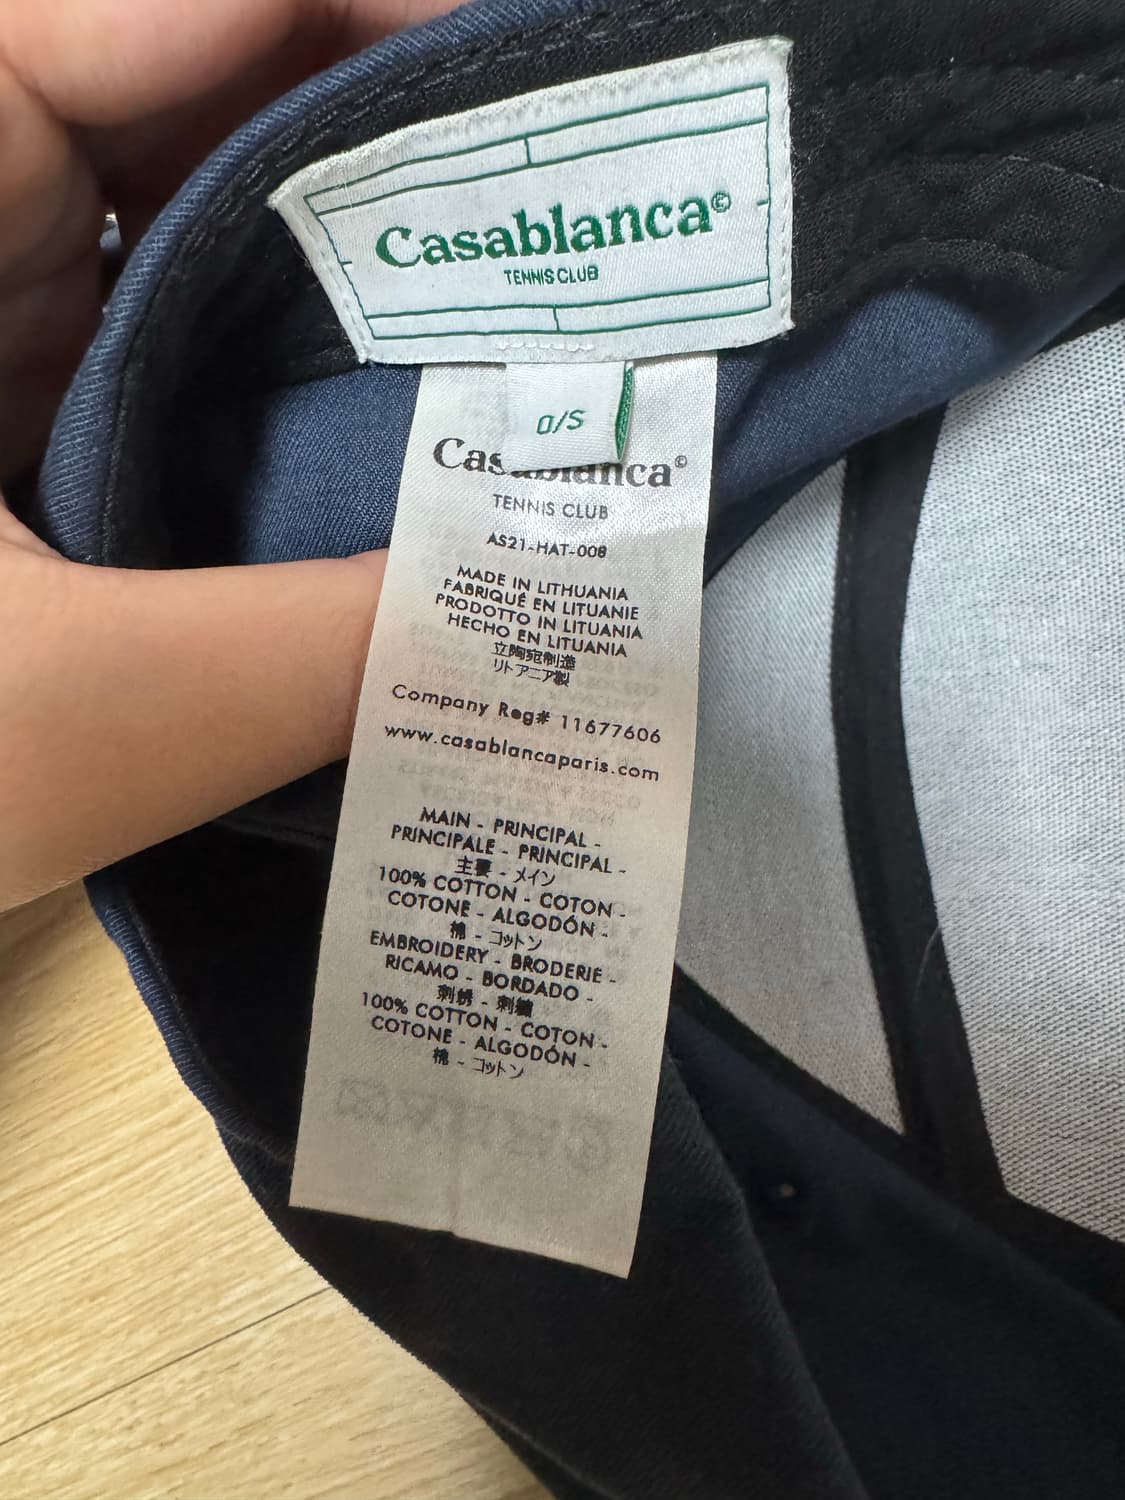 Casablanca©
TENNIS CLUB
O/S
Casablanca©
TENNIS CLUB
AS21-HAT-008
MADE IN LITHUANIA
FABRIQUÉ EN LITUANIE
PRODOTTO IN LITUANIA
HECHO EN LITUANIA
立陶宛制造
リトアニア製
Company Reg# 11677606
www.casablancaparis.com
MAIN - PRINCIPAL -
PRINCIPALE - PRINCIPAL -
主要 - メイン
100% COTTON - COTON -
COTONE - ALGODÓN -
棉 - コットン
EMBROIDERY - BRODERIE -
RICAMO - BORDADO -
刺绣 - 刺繍
100% COTTON - COTON -
COTONE - ALGODÓN -
棉 - コットン